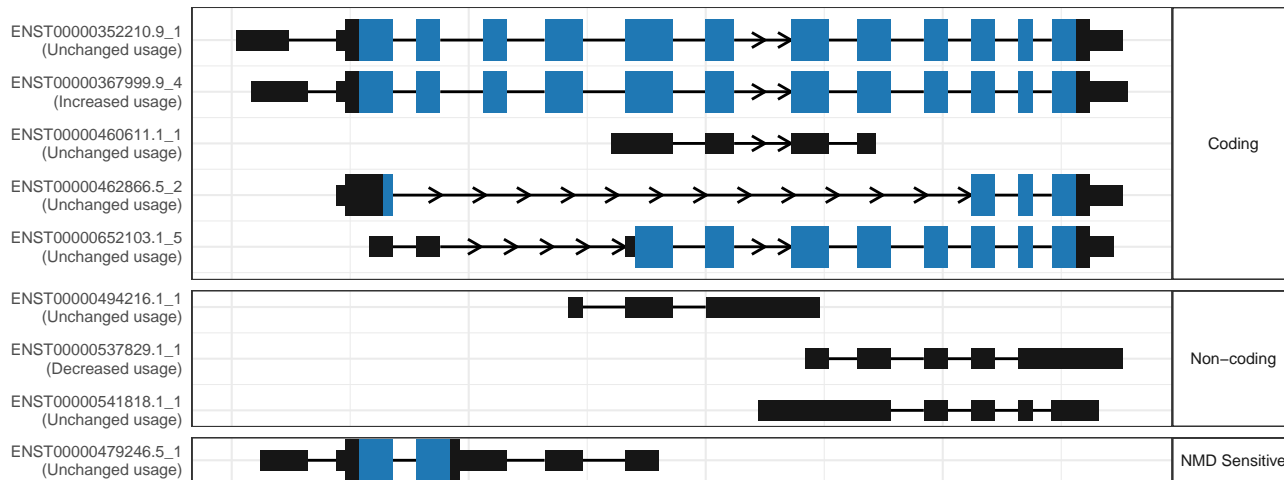 ENST00000352210.9_1
(Unchanged usage)
ENST00000367999.9_4
(Increased usage)
ENST00000460611.1_1
(Unchanged usage)
Coding
ENST00000462866.5_2
(Unchanged usage)
ENST00000652103.1_5
(Unchanged usage)
ENST00000494216.1_1
(Unchanged usage)
ENST00000537829.1_1
(Decreased usage)
Non−coding
ENST00000541818.1_1
(Unchanged usage)
ENST00000479246.5_1
(Unchanged usage)
NMD Sensitive